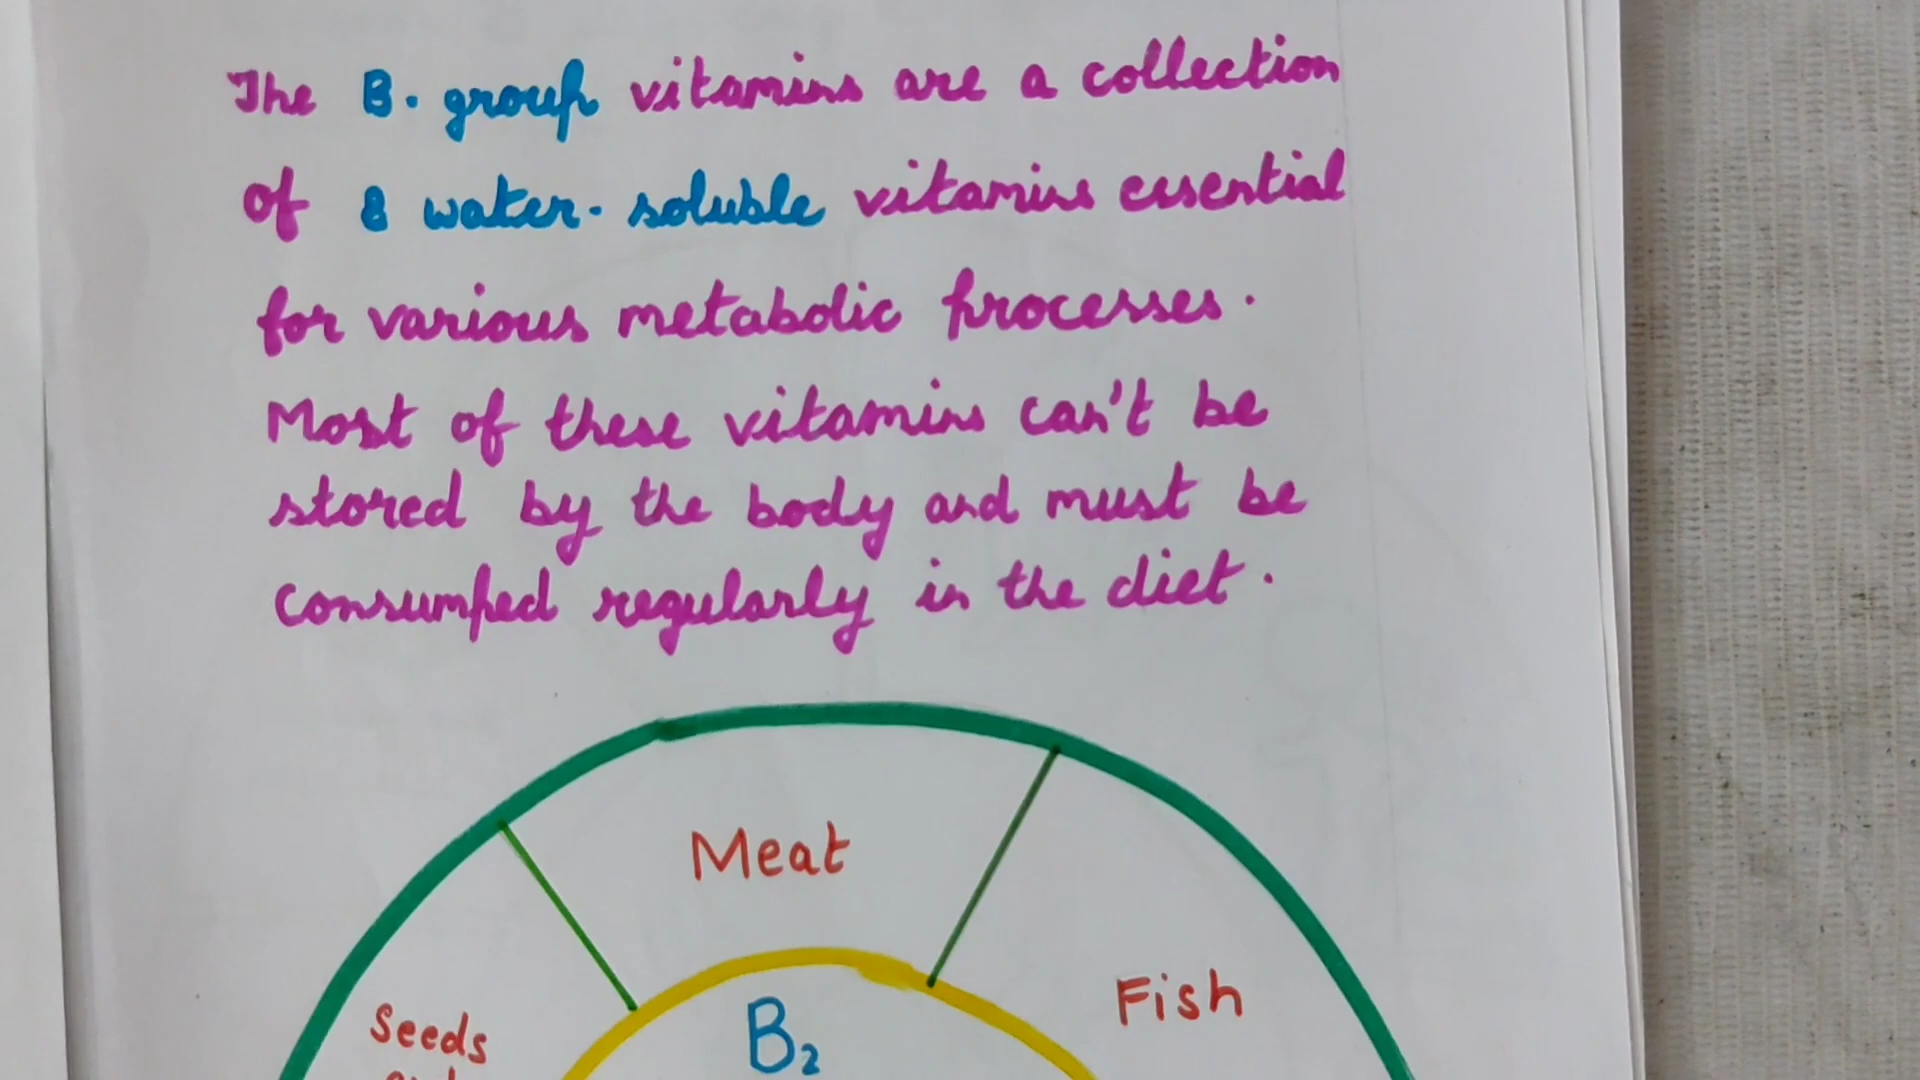 The B. group vitamins are a collection
of 8 water-soluble vitamins essential
for various metabolic processes.
Most of these vitamins can't be
stored by the body and must be
consumped regularly in the diet.
Meat
Fish
Seeds
B₂